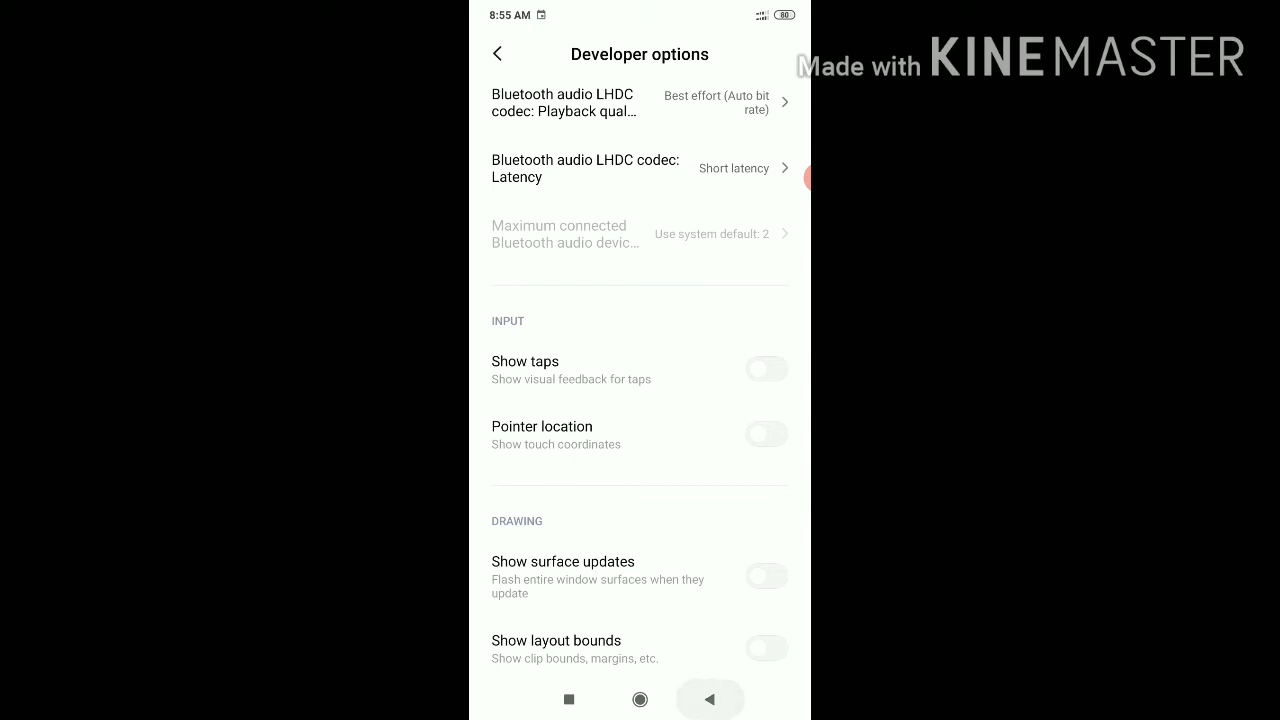 8:55 AM
80
Developer options
Made with KINEMASTER
Bluetooth audio LHDC
codec: Playback qual...
Best effort (Auto bit
rate)
Bluetooth audio LHDC codec:
Latency
Short latency
Maximum connected
Bluetooth audio devic...
Use system default: 2
INPUT
Show taps
Show visual feedback for taps
Pointer location
Show touch coordinates
DRAWING
Show surface updates
Flash entire window surfaces when they
update
Show layout bounds
Show clip bounds, margins, etc.